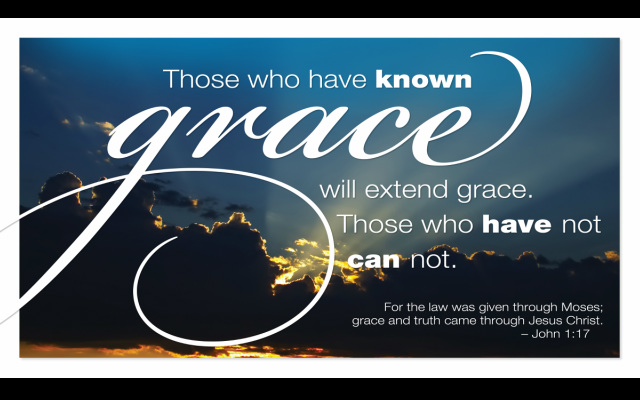 Those who have known
grace
will extend grace.
Those who have not
can not.
For the law was given through Moses;
grace and truth came through Jesus Christ.
– John 1:17